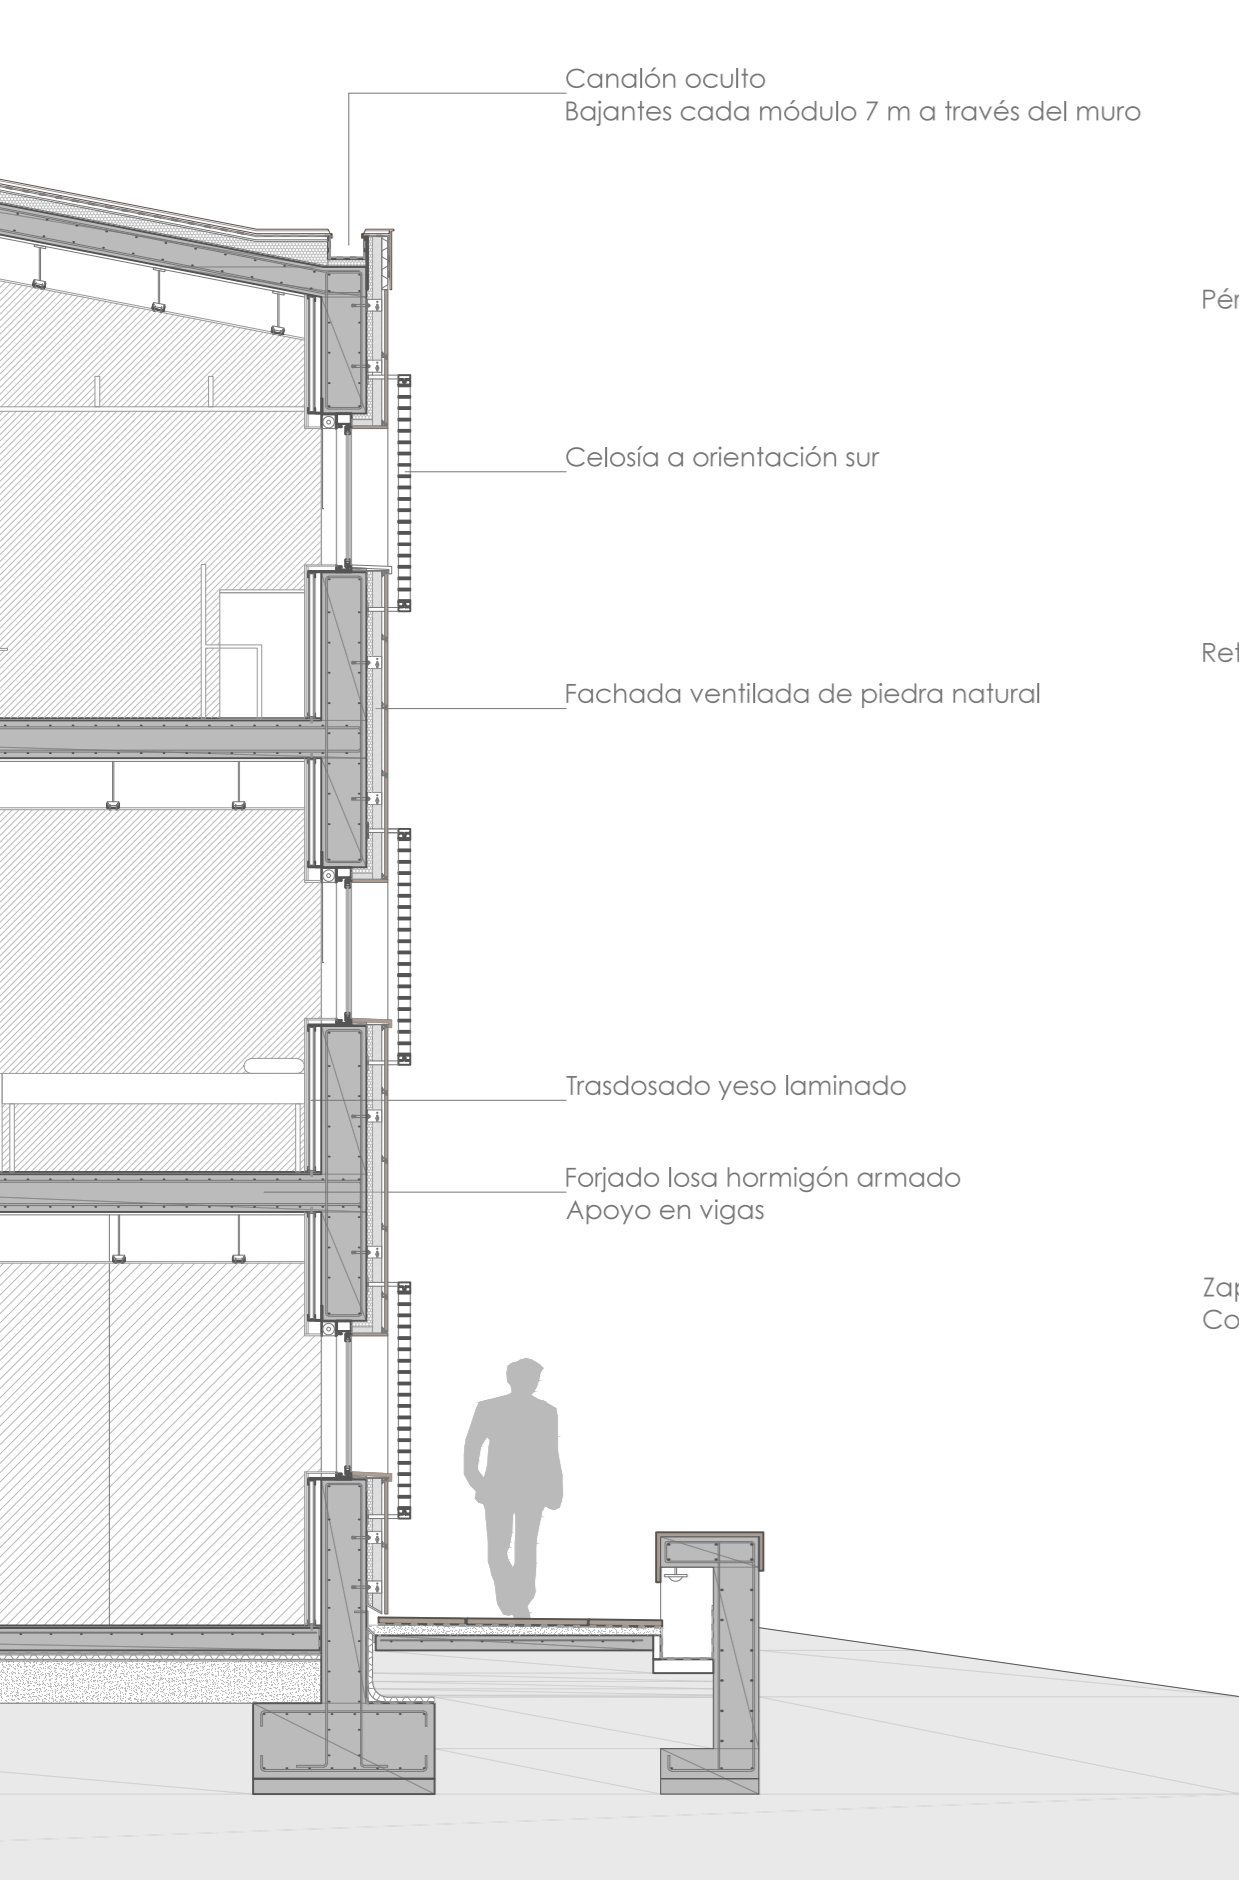 Canalón oculto
Bajantes cada módulo 7 m a través del muro
Celosía a orientación sur
Fachada ventilada de piedra natural
Trasdosado yeso laminado
Forjado losa hormigón armado
Apoyo en vigas